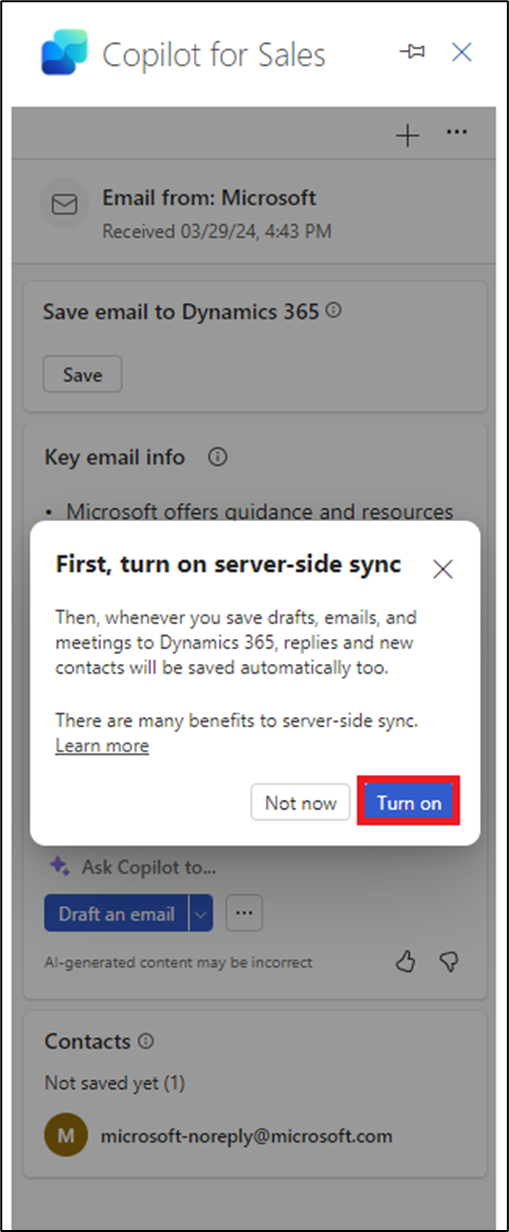 Copilot for Sales
Email from: Microsoft
Received 03/29/24, 4:43 PM
Save email to Dynamics 365
Save
Key email info
• Microsoft offers guidance and resources
First, turn on server-side sync
Then, whenever you save drafts, emails, and
meetings to Dynamics 365, replies and new
contacts will be saved automatically too.
There are many benefits to server-side sync.
Learn more
Not now
Turn on
Ask Copilot to...
Draft an email
AI-generated content may be incorrect
Contacts
Not saved yet (1)
M
microsoft-noreply@microsoft.com